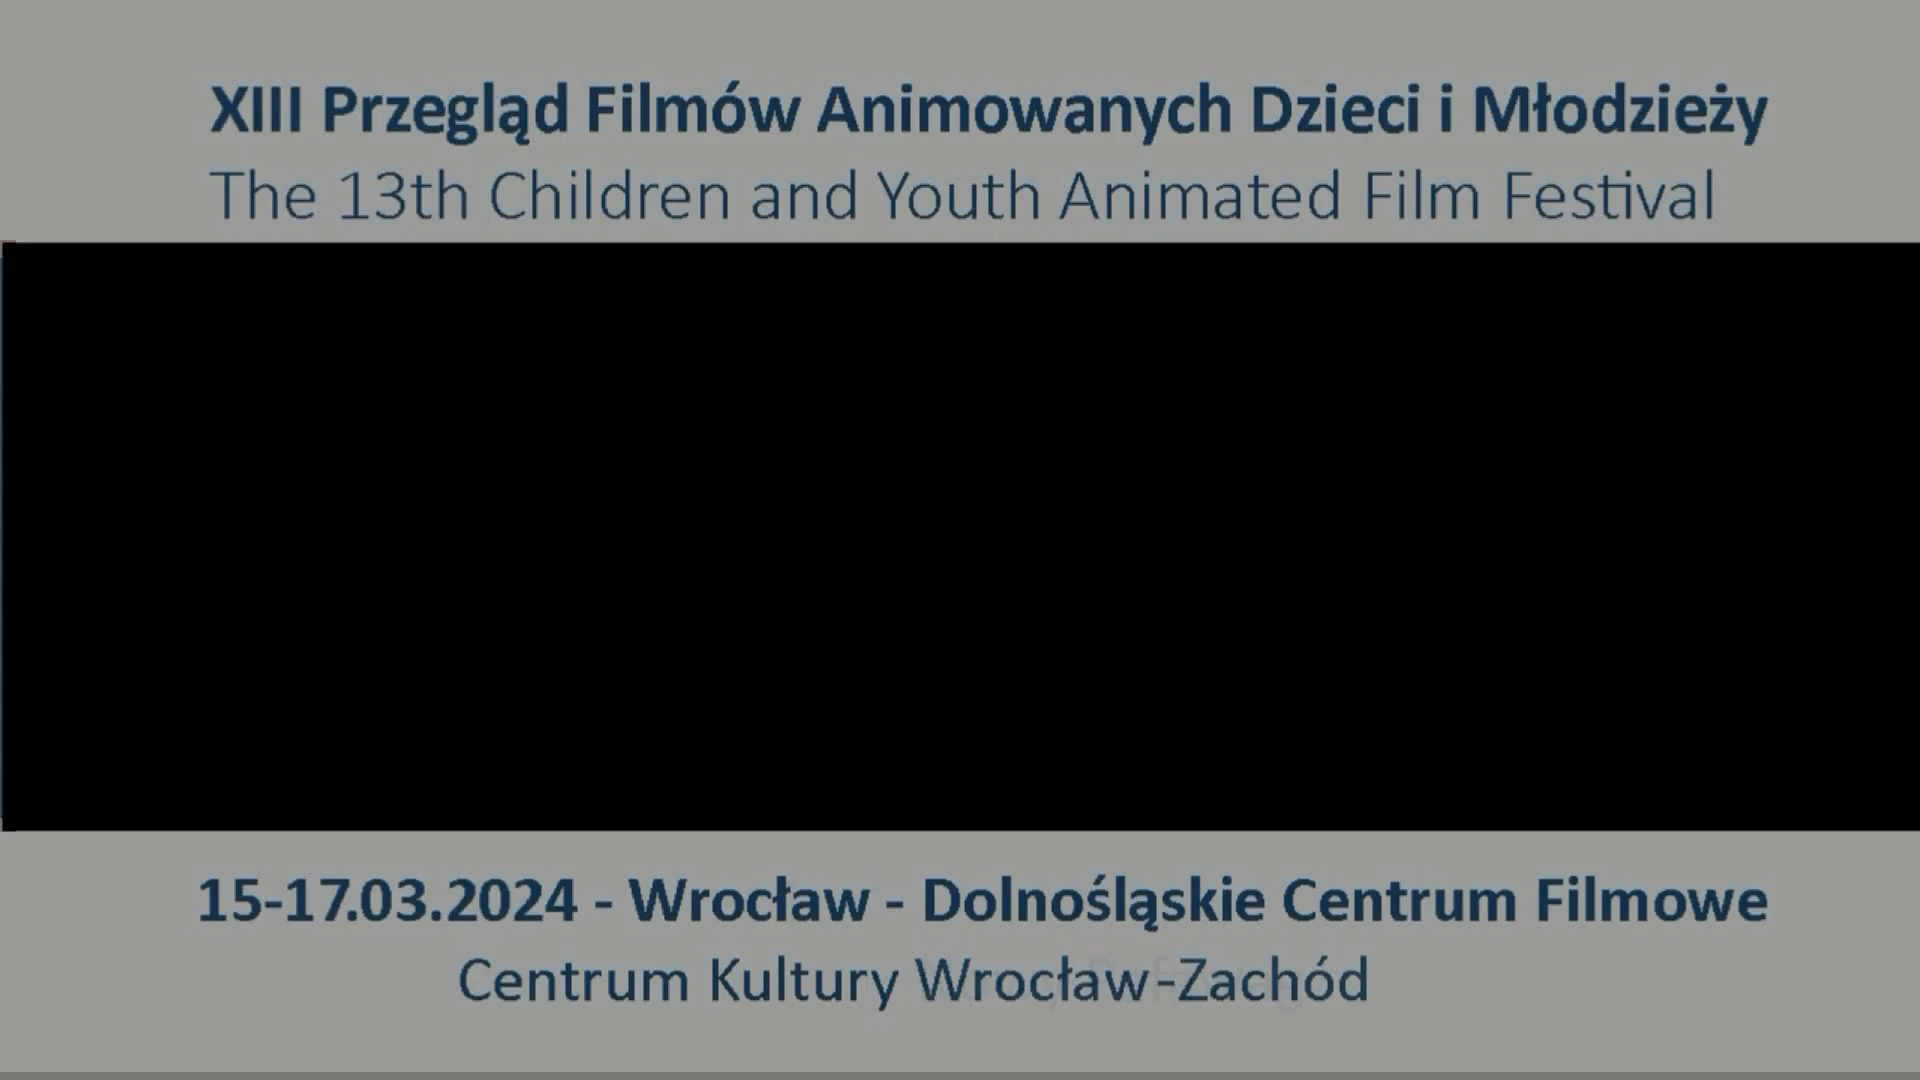 XIII Przegląd Filmów Animowanych Dzieci i Młodzieży
The 13th Children and Youth Animated Film Festival
15-17.03.2024 - Wrocław - Dolnośląskie Centrum Filmowe
Centrum Kultury Wrocław-Zachód